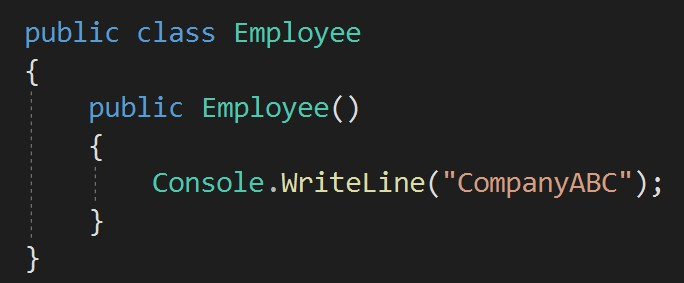 public class Employee
{
    public Employee()
    {
        Console.WriteLine("CompanyABC");
    }
}